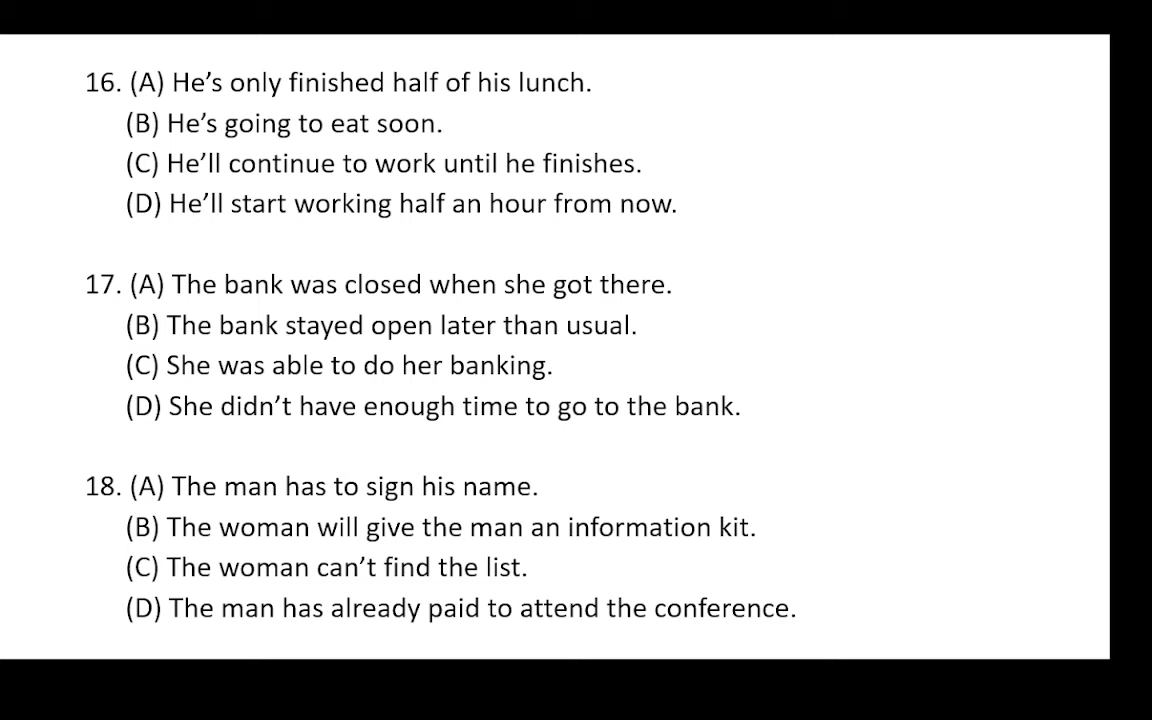 16. (A) He’s only finished half of his lunch.
(B) He’s going to eat soon.
(C) He’ll continue to work until he finishes.
(D) He’ll start working half an hour from now.
17. (A) The bank was closed when she got there.
(B) The bank stayed open later than usual.
(C) She was able to do her banking.
(D) She didn’t have enough time to go to the bank.
18. (A) The man has to sign his name.
(B) The woman will give the man an information kit.
(C) The woman can’t find the list.
(D) The man has already paid to attend the conference.